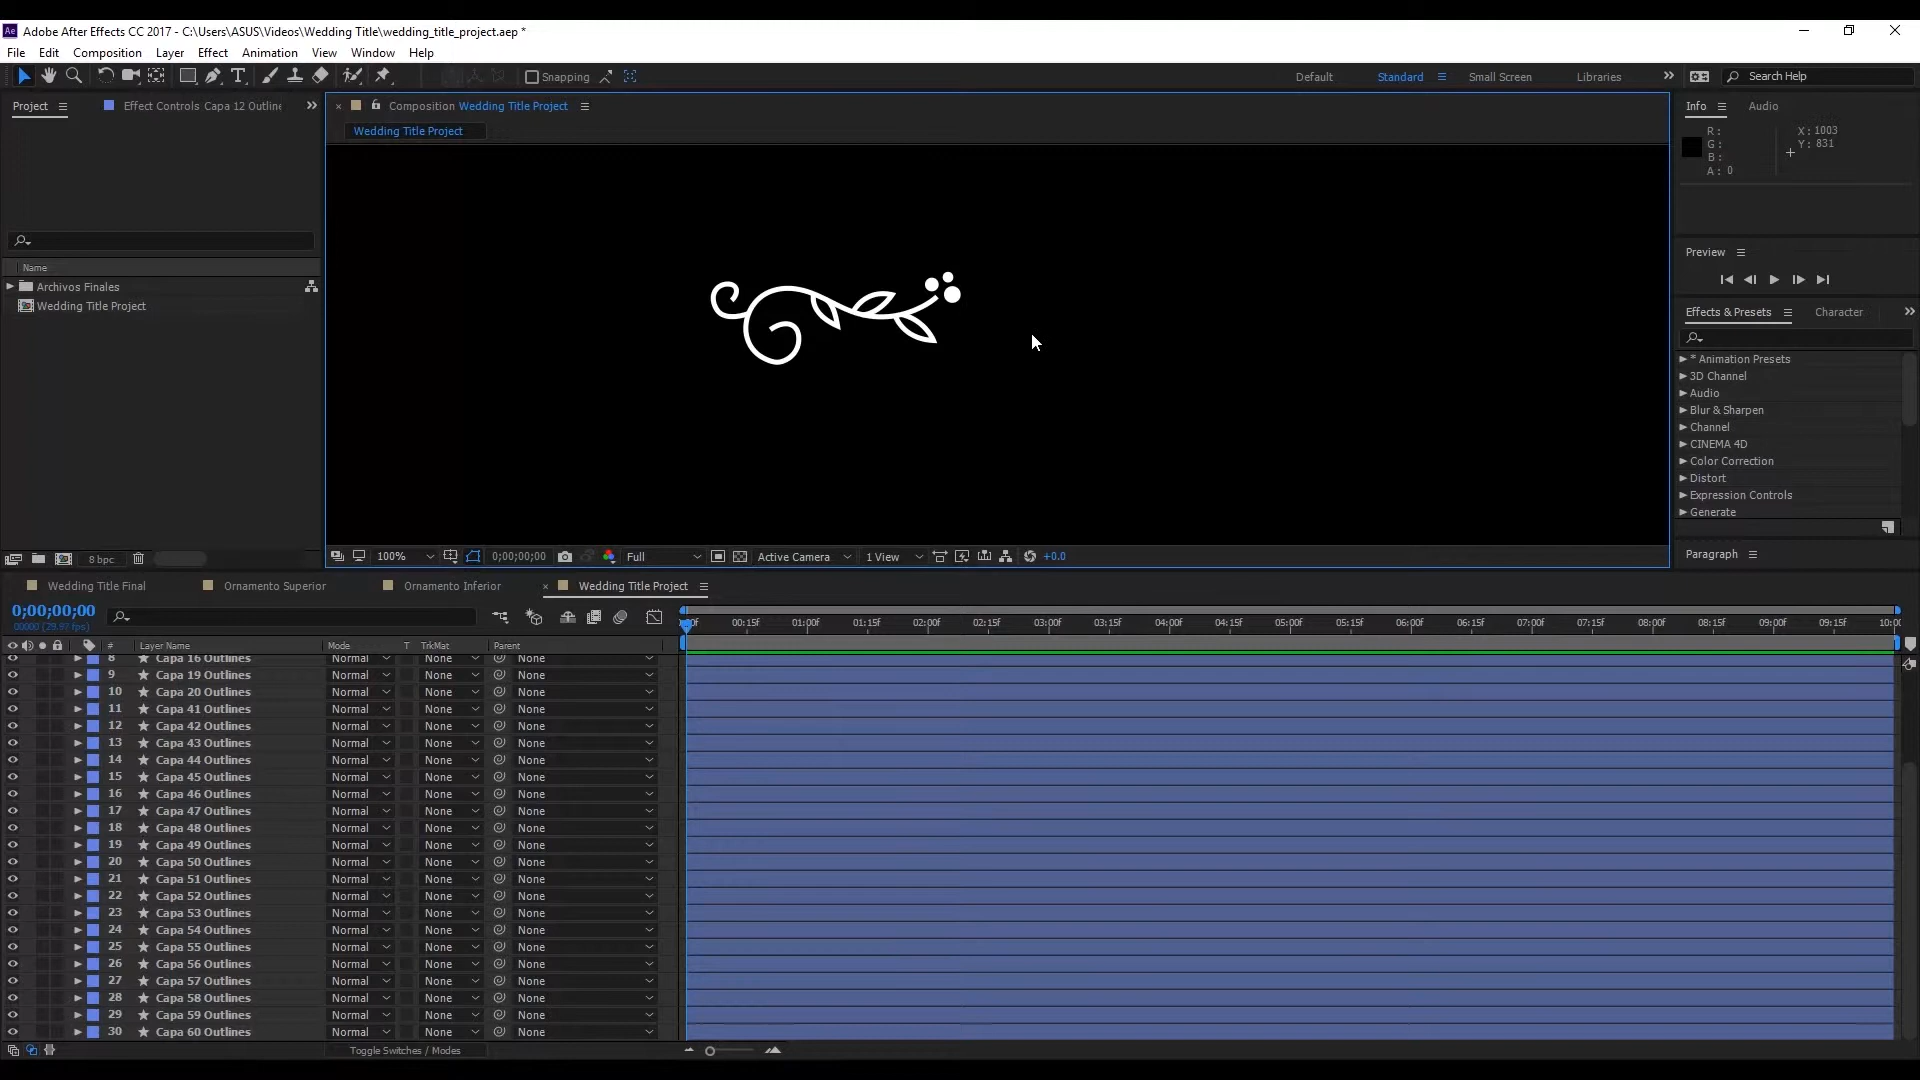 Adobe After Effects CC 2017 - C:\Users\ASUS\Videos\Wedding Title\wedding_title_project.aep *
File Edit Composition Layer Effect Animation View Window Help
Snapping Default Standard Small Screen Libraries Search Help
Project Effect Controls Capa 12 Outline Composition Wedding Title Project Info Audio
Wedding Title Project
R:
G:
B:
A: 0
X: 1003
Y: 831
Preview
Name
Archivos Finales
Wedding Title Project
Effects & Presets Character
* Animation Presets
3D Channel
Audio
Blur & Sharpen
Channel
CINEMA 4D
Color Correction
Distort
Expression Controls
Generate
Paragraph
8 bpc 100% 0;00;00;00 Full Active Camera 1 View +0.0
Wedding Title Final Ornamento Superior Ornamento Inferior Wedding Title Project
0;00;00;00
00000 (29.97 fps)
00f 00:15f 01:00f 01:15f 02:00f 02:15f 03:00f 03:15f 04:00f 04:15f 05:00f 05:15f 06:00f 06:15f 07:00f 07:15f 08:00f 08:15f 09:00f 09:15f 10:00
# Layer Name Mode T TrkMat Parent
8 Capa 16 Outlines Normal None None
9 Capa 19 Outlines Normal None None
10 Capa 20 Outlines Normal None None
11 Capa 41 Outlines Normal None None
12 Capa 42 Outlines Normal None None
13 Capa 43 Outlines Normal None None
14 Capa 44 Outlines Normal None None
15 Capa 45 Outlines Normal None None
16 Capa 46 Outlines Normal None None
17 Capa 47 Outlines Normal None None
18 Capa 48 Outlines Normal None None
19 Capa 49 Outlines Normal None None
20 Capa 50 Outlines Normal None None
21 Capa 51 Outlines Normal None None
22 Capa 52 Outlines Normal None None
23 Capa 53 Outlines Normal None None
24 Capa 54 Outlines Normal None None
25 Capa 55 Outlines Normal None None
26 Capa 56 Outlines Normal None None
27 Capa 57 Outlines Normal None None
28 Capa 58 Outlines Normal None None
29 Capa 59 Outlines Normal None None
30 Capa 60 Outlines Normal None None
Toggle Switches / Modes